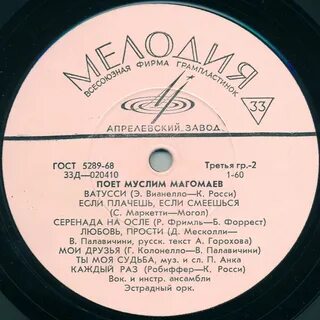 МЕЛОДИЯ
ВСЕСОЮЗНАЯ ФИРМА ГРАМПЛАСТИНОК
33
АПРЕЛЕВСКИЙ ЗАВОД
ГОСТ 5289-68 Третья гр.-2
33Д—020410 1-60
ПОЕТ МУСЛИМ МАГОМАЕВ
ВАТУССИ (Э. Вианелло—К. Росси)
ЕСЛИ ПЛАЧЕШЬ, ЕСЛИ СМЕЕШЬСЯ
(С. Маркетти—Могол)
СЕРЕНАДА НА ОСЛЕ (Р. Фримль—Б. Форрест)
ЛЮБОВЬ, ПРОСТИ (Д. Месколли—
В. Палавичини, русск. текст А. Горохова)
МОИ ДРУЗЬЯ (Г. Колонелло—В. Палавичини)
ТЫ МОЯ СУДЬБА, муз. и сл. П. Анка
КАЖДЫЙ РАЗ (Робиффер—К. Росси)
Вок. и инстр. ансамбли
Эстрадный орк.